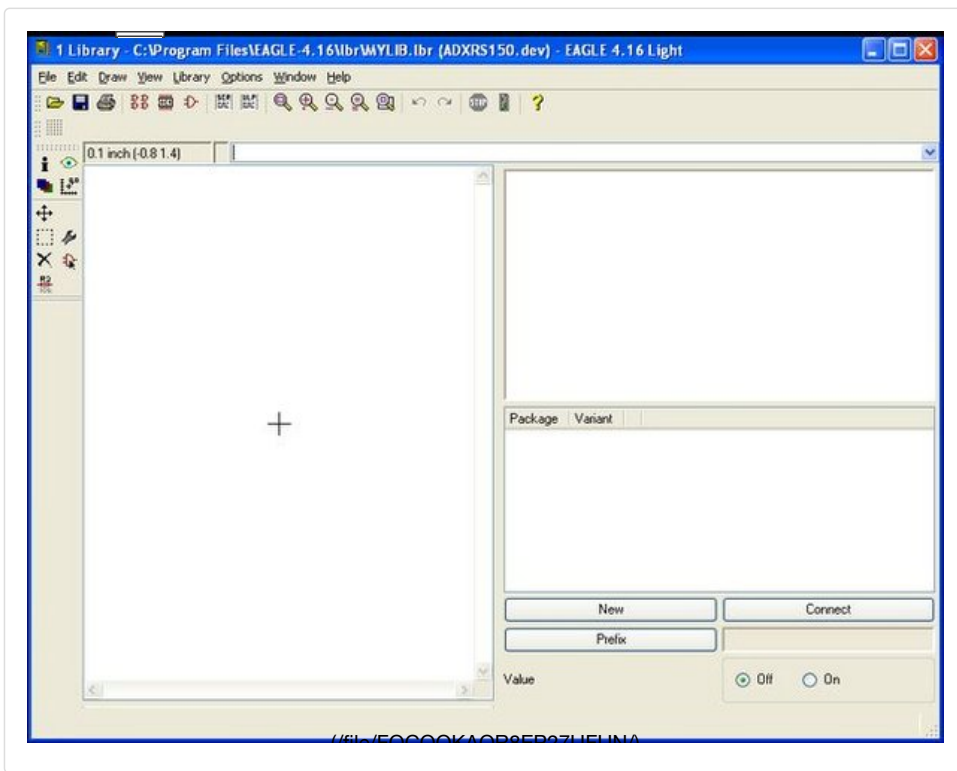 1 Library - C:\Program Files\EAGLE-4.16\lbr\MYLIB.lbr (ADXRS150.dev) - EAGLE 4.16 Light
File Edit Draw View Library Options Window Help
0.1 inch (-0.8 1.4)
Package Variant
New Connect
Prefix
Value Off On